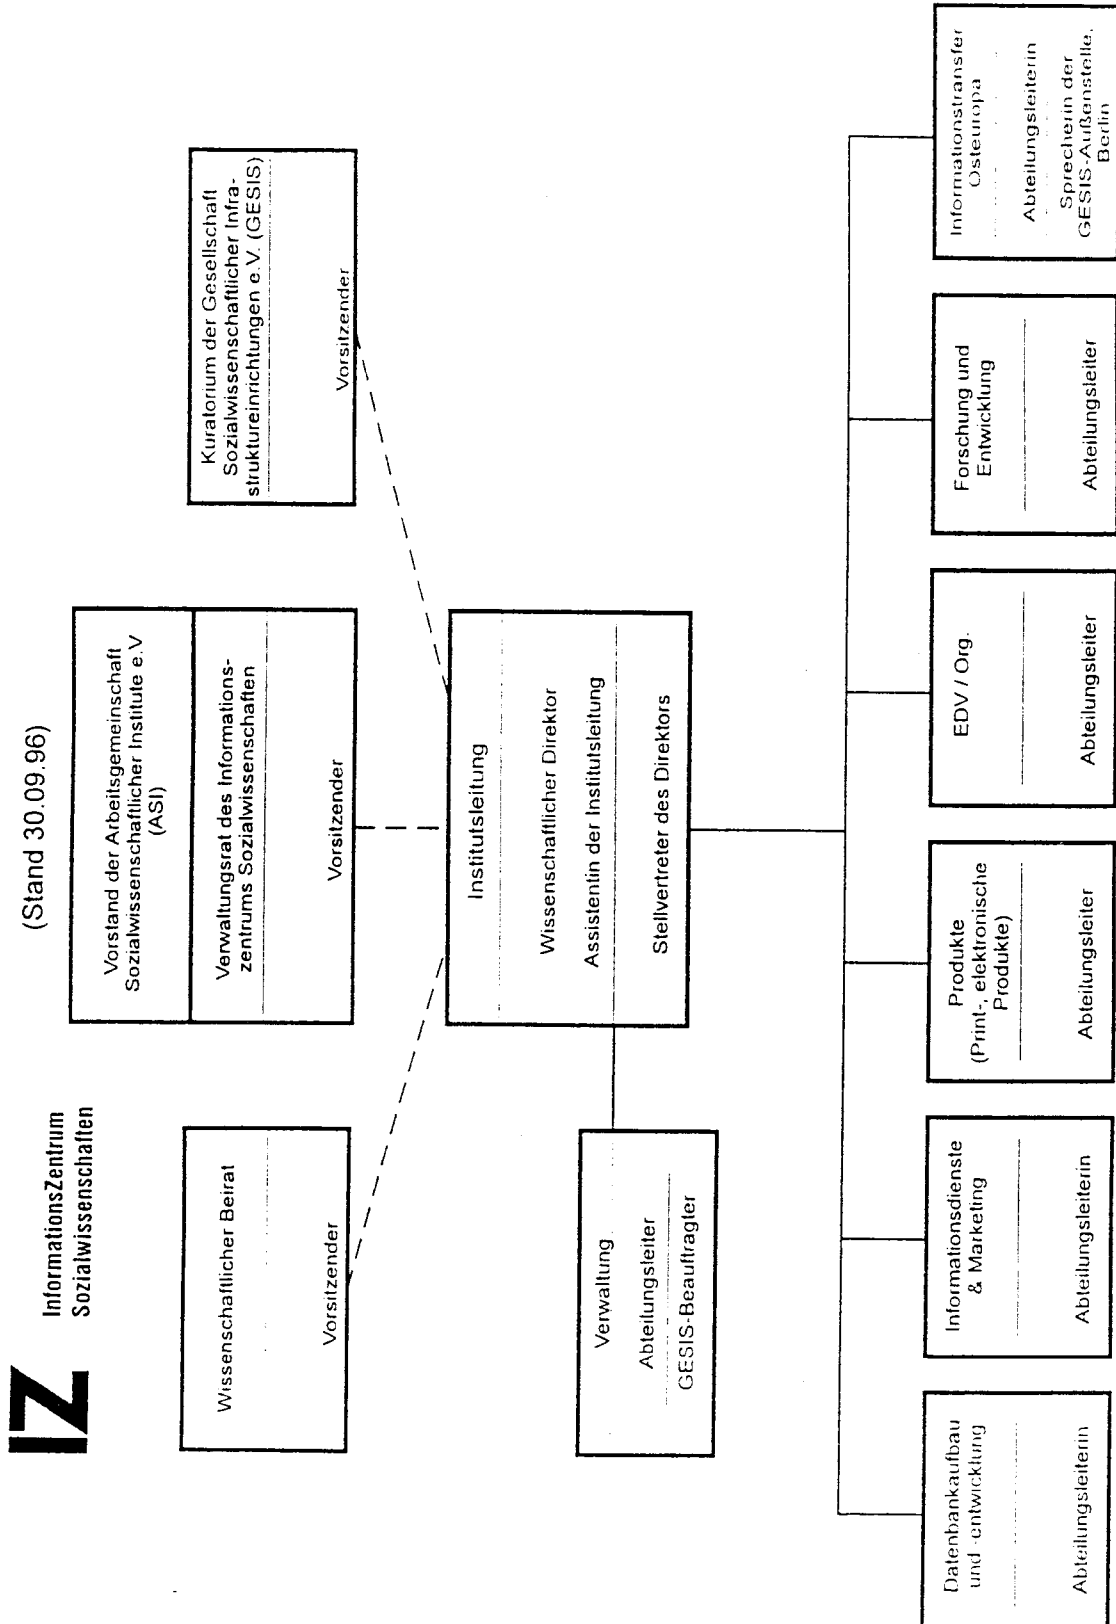 IZ
InformationsZentrum
Sozialwissenschaften
(Stand 30.09.96)
Wissenschaftlicher Beirat
Vorsitzender
Vorstand der Arbeitsgemeinschaft
Sozialwissenschaftlicher Institute e.V
(ASI)
Verwaltungsrat des Informations-
zentrums Sozialwissenschaften
Vorsitzender
Kuratorium der Gesellschaft
Sozialwissenschaftlicher Infra-
struktureinrichtungen e.V. (GESIS)
Vorsitzender
Institutsleitung
Wissenschaftlicher Direktor
Assistentin der Institutsleitung
Stellvertreter des Direktors
Verwaltung
Abteilungsleiter
GESIS-Beauftragter
Datenbankaufbau
und -entwicklung
Abteilungsleiterin
Informationsdienste
& Marketing
Abteilungsleiterin
Produkte
(Print-, elektronische
Produkte)
Abteilungsleiter
EDV / Org.
Abteilungsleiter
Forschung und
Entwicklung
Abteilungsleiter
Informationstransfer
Osteuropa
Abteilungsleiterin
Sprecherin der
GESIS-Außenstelle,
Berlin